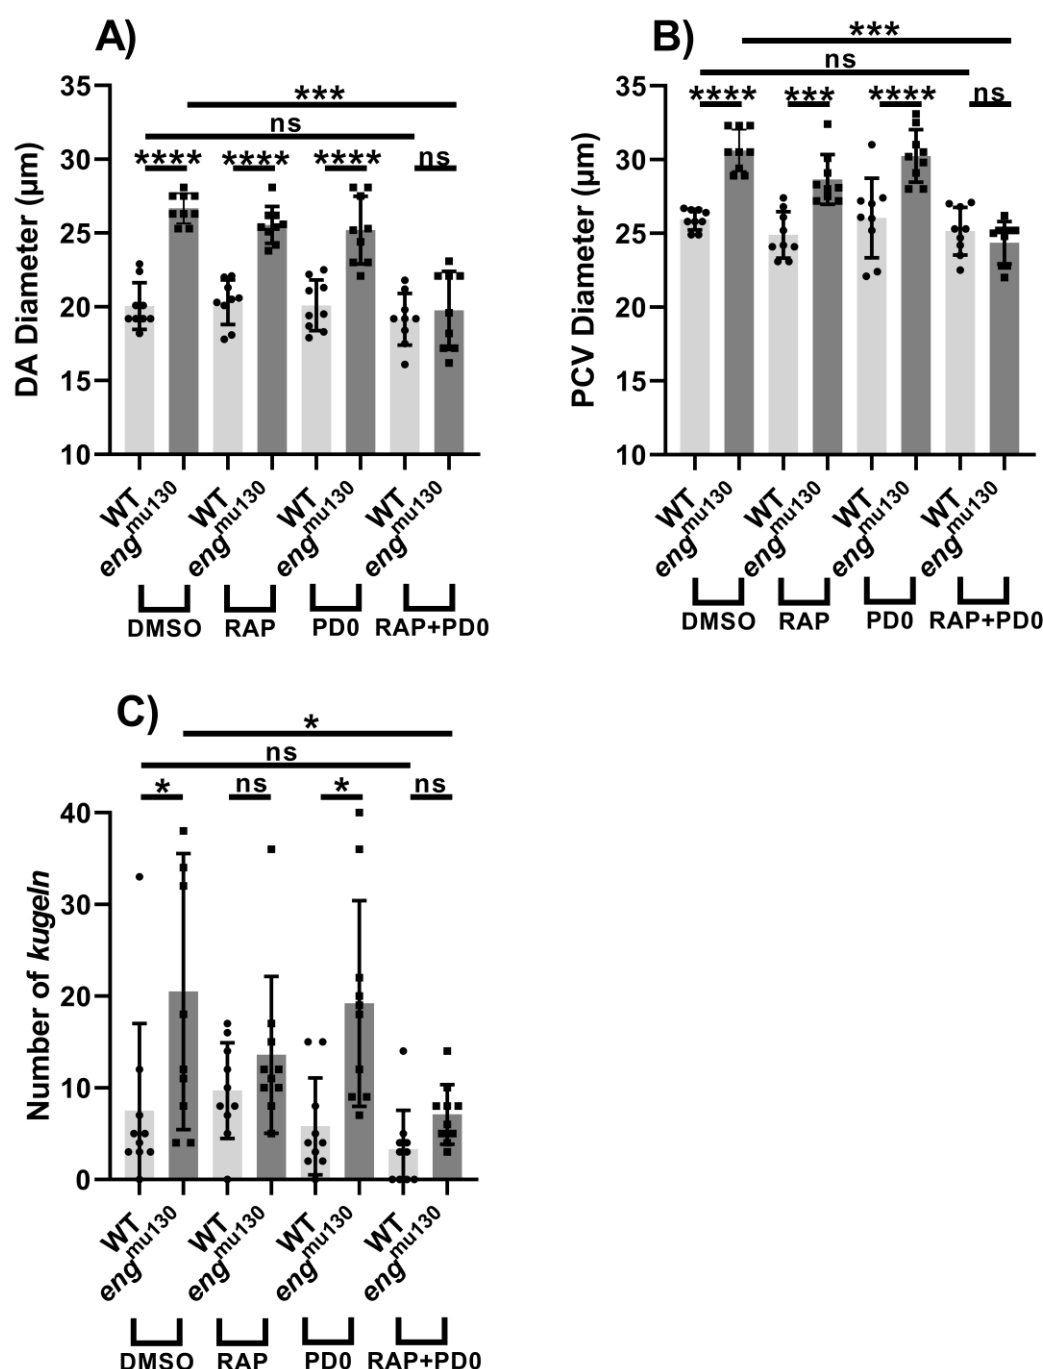 A)
***
ns
**** **** **** ns
35
30
25
20
15
10
DA Diameter (µm)
WT eng mu130 WT eng mu130 WT eng mu130 WT eng mu130
DMSO RAP PD0 RAP+PD0
B)
***
ns
**** *** **** ns
35
30
25
20
15
10
PCV Diameter (µm)
WT eng mu130 WT eng mu130 WT eng mu130 WT eng mu130
DMSO RAP PD0 RAP+PD0
C)
*
ns
* ns * ns
40
30
20
10
0
Number of kugeln
WT eng mu130 WT eng mu130 WT eng mu130 WT eng mu130
DMSO RAP PD0 RAP+PD0